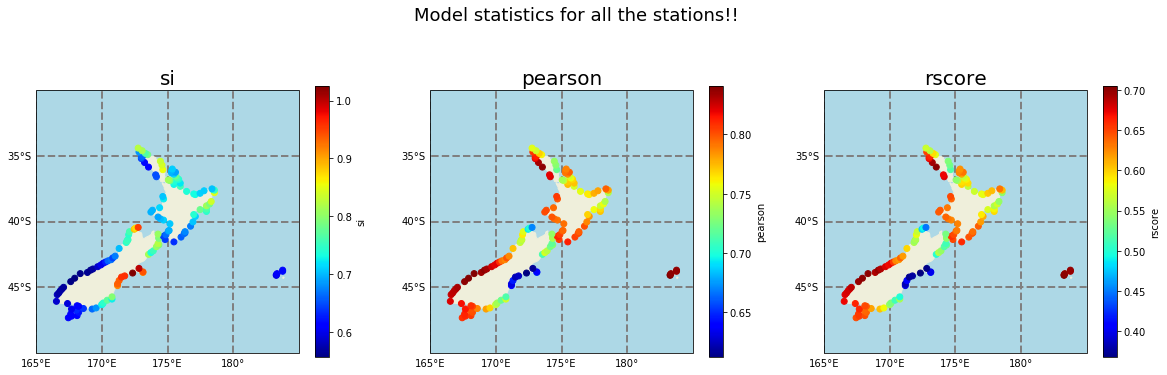 Model statistics for all the stations!!
si
35°S
40°S
45°S
165°E
170°E
175°E
180°
1.0
0.9
0.8
0.7
0.6
si
pearson
35°S
40°S
45°S
165°E
170°E
175°E
180°
0.80
0.75
0.70
0.65
pearson
rscore
35°S
40°S
45°S
165°E
170°E
175°E
180°
0.70
0.65
0.60
0.55
0.50
0.45
0.40
rscore